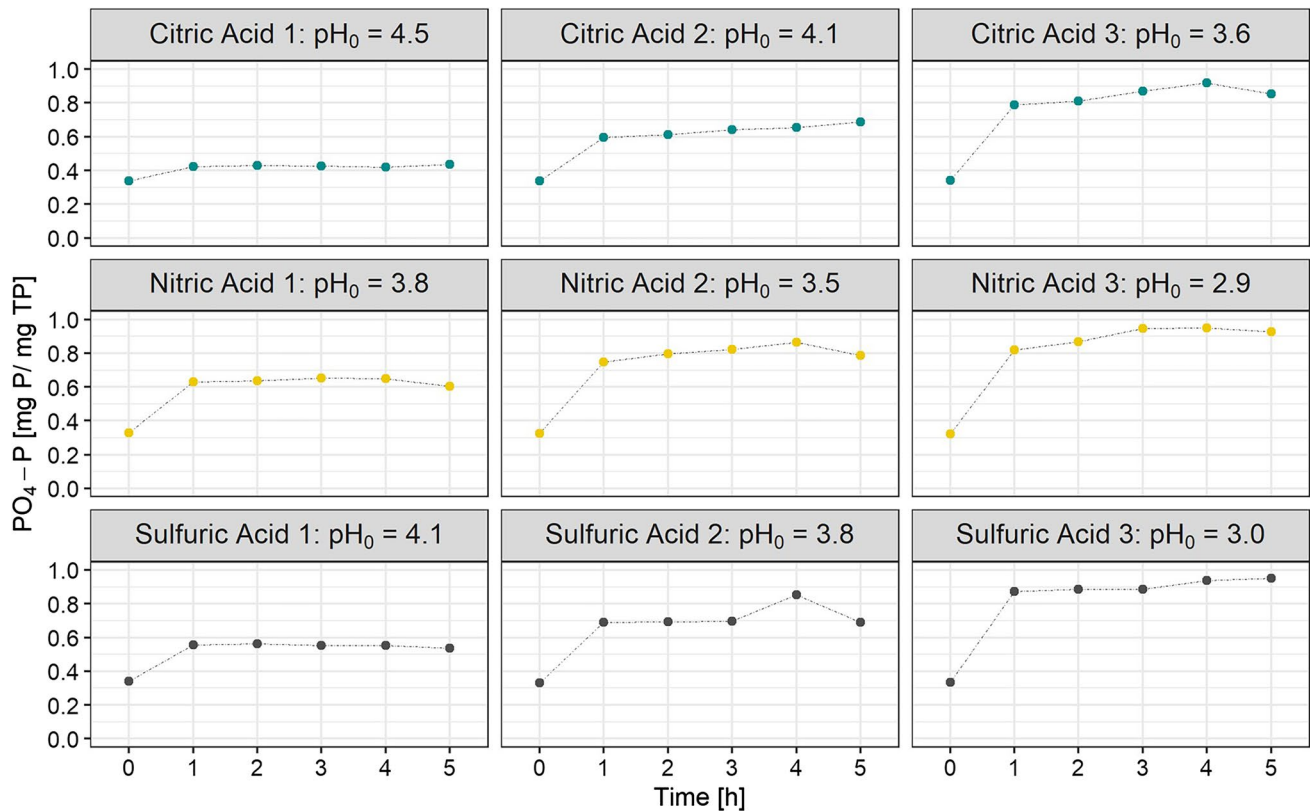 Citric Acid 1: pH₀ = 4.5
Citric Acid 2: pH₀ = 4.1
Citric Acid 3: pH₀ = 3.6
1.0
0.8
0.6
0.4
0.2
0.0
Nitric Acid 1: pH₀ = 3.8
Nitric Acid 2: pH₀ = 3.5
Nitric Acid 3: pH₀ = 2.9
1.0
0.8
0.6
0.4
0.2
0.0
PO₄ – P [mg P/ mg TP]
Sulfuric Acid 1: pH₀ = 4.1
Sulfuric Acid 2: pH₀ = 3.8
Sulfuric Acid 3: pH₀ = 3.0
1.0
0.8
0.6
0.4
0.2
0.0
0 1 2 3 4 5
0 1 2 3 4 5
0 1 2 3 4 5
Time [h]